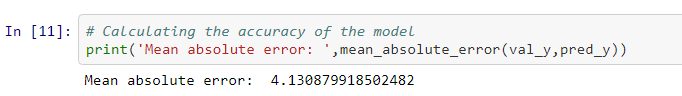 In [11]: # Calculating the accuracy of the model
print('Mean absolute error: ',mean_absolute_error(val_y,pred_y))
Mean absolute error:  4.130879918502482